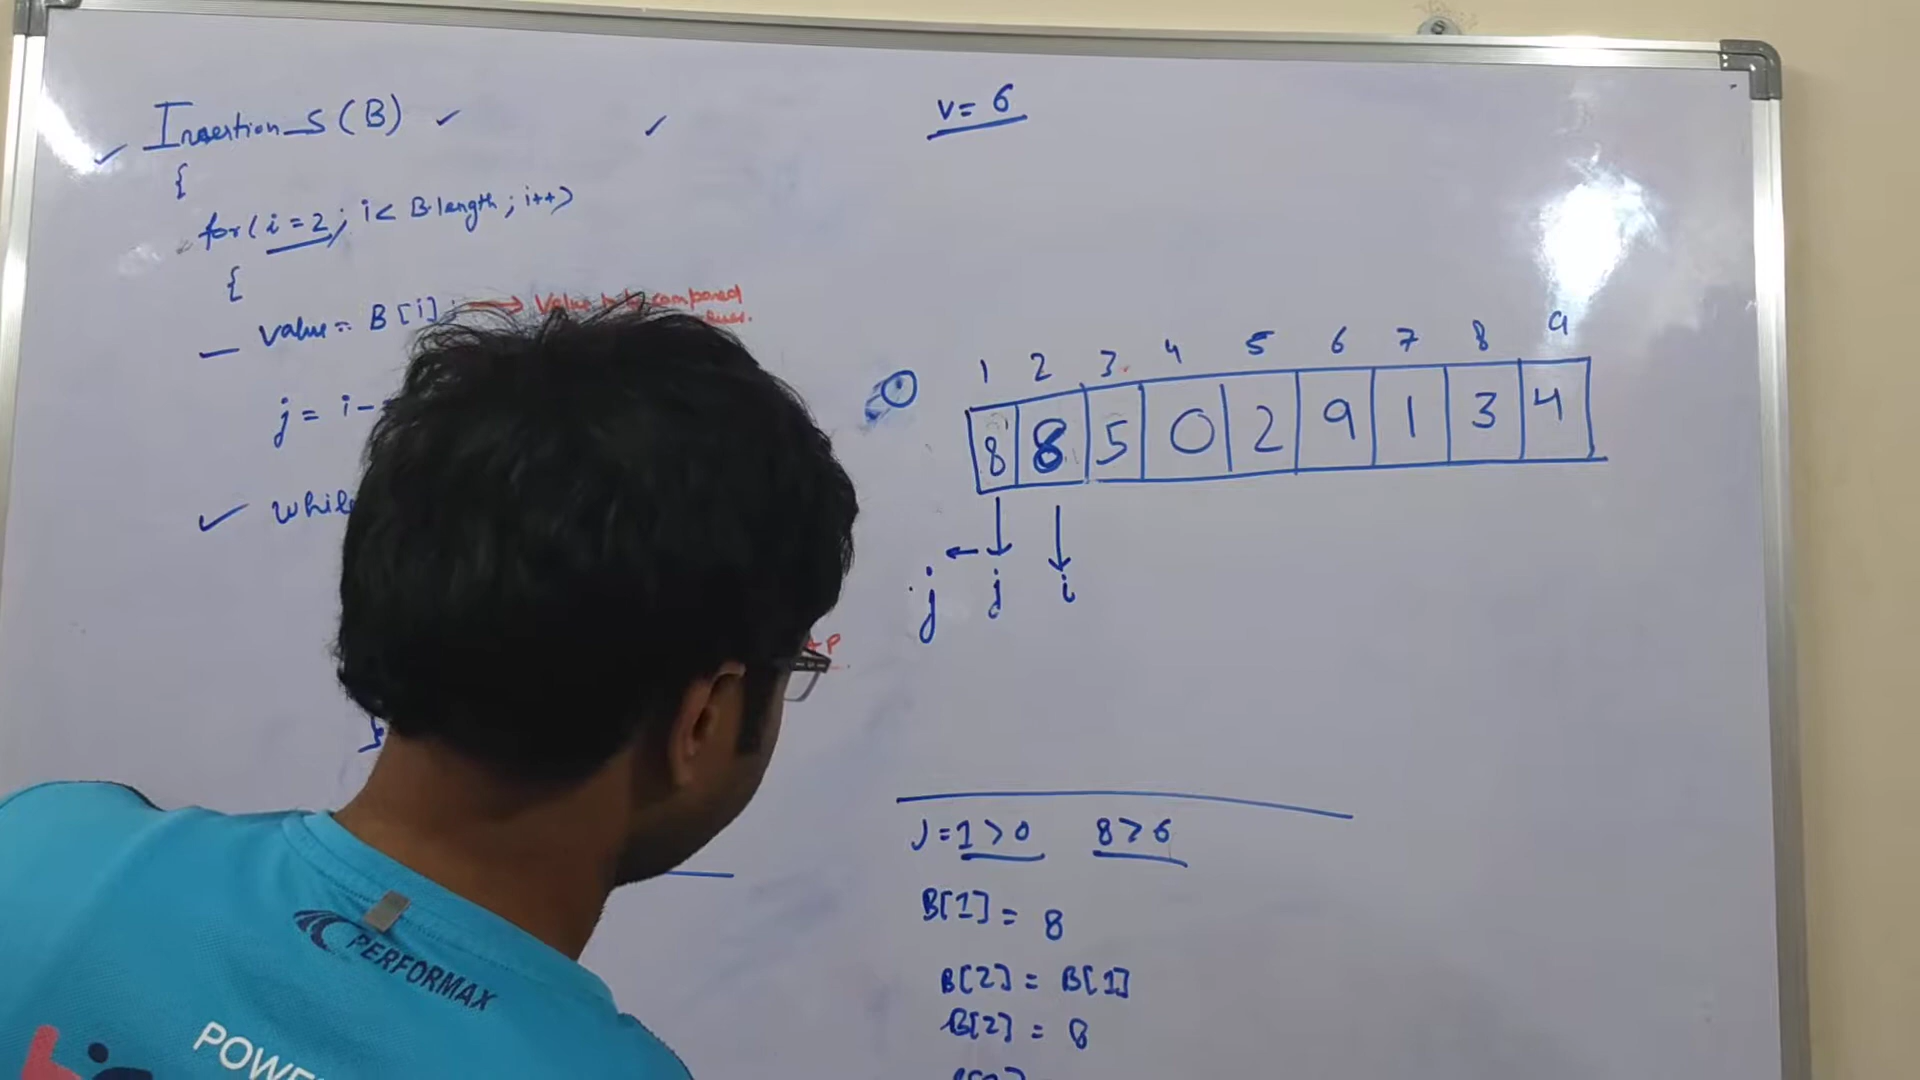 Insertion_S(B)
{
for(i=2; i< B.length; i++)
{
value = B[i]; → Value to be compared
j = i-
while
V= 6
1 2 3 4 5 6 7 8 9
①
8 8 5 0 2 9 1 3 4
j j i
J=1>0 8>6
B[1] = 8
B[2] = B[1]
B[2] = 8
PERFORMAX